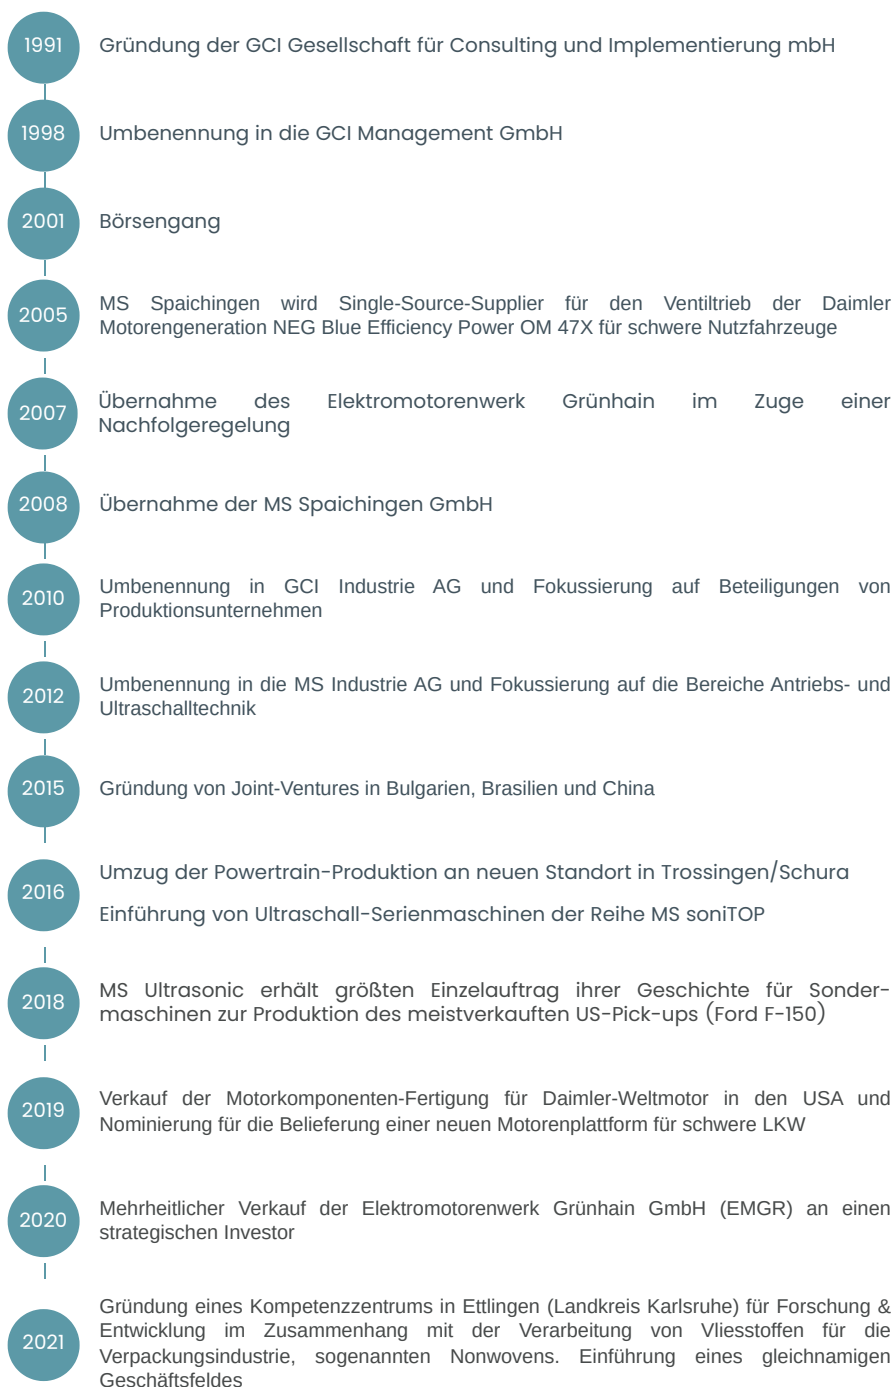 1991 Gründung der GCI Gesellschaft für Consulting und Implementierung mbH
1998 Umbenennung in die GCI Management GmbH
2001 Börsengang
2005 MS Spaichingen wird Single-Source-Supplier für den Ventiltrieb der Daimler
Motorengeneration NEG Blue Efficiency Power OM 47X für schwere Nutzfahrzeuge
2007 Übernahme des Elektromotorenwerk Grünhain im Zuge einer
Nachfolgeregelung
2008 Übernahme der MS Spaichingen GmbH
2010 Umbenennung in GCI Industrie AG und Fokussierung auf Beteiligungen von
Produktionsunternehmen
2012 Umbenennung in die MS Industrie AG und Fokussierung auf die Bereiche Antriebs- und
Ultraschalltechnik
2015 Gründung von Joint-Ventures in Bulgarien, Brasilien und China
2016 Umzug der Powertrain-Produktion an neuen Standort in Trossingen/Schura
Einführung von Ultraschall-Serienmaschinen der Reihe MS soniTOP
2018 MS Ultrasonic erhält größten Einzelauftrag ihrer Geschichte für Sonder-
maschinen zur Produktion des meistverkauften US-Pick-ups (Ford F-150)
2019 Verkauf der Motorkomponenten-Fertigung für Daimler-Weltmotor in den USA und
Nominierung für die Belieferung einer neuen Motorenplattform für schwere LKW
2020 Mehrheitlicher Verkauf der Elektromotorenwerk Grünhain GmbH (EMGR) an einen
strategischen Investor
2021 Gründung eines Kompetenzzentrums in Ettlingen (Landkreis Karlsruhe) für Forschung &
Entwicklung im Zusammenhang mit der Verarbeitung von Vliesstoffen für die
Verpackungsindustrie, sogenannten Nonwovens. Einführung eines gleichnamigen
Geschäftsfeldes